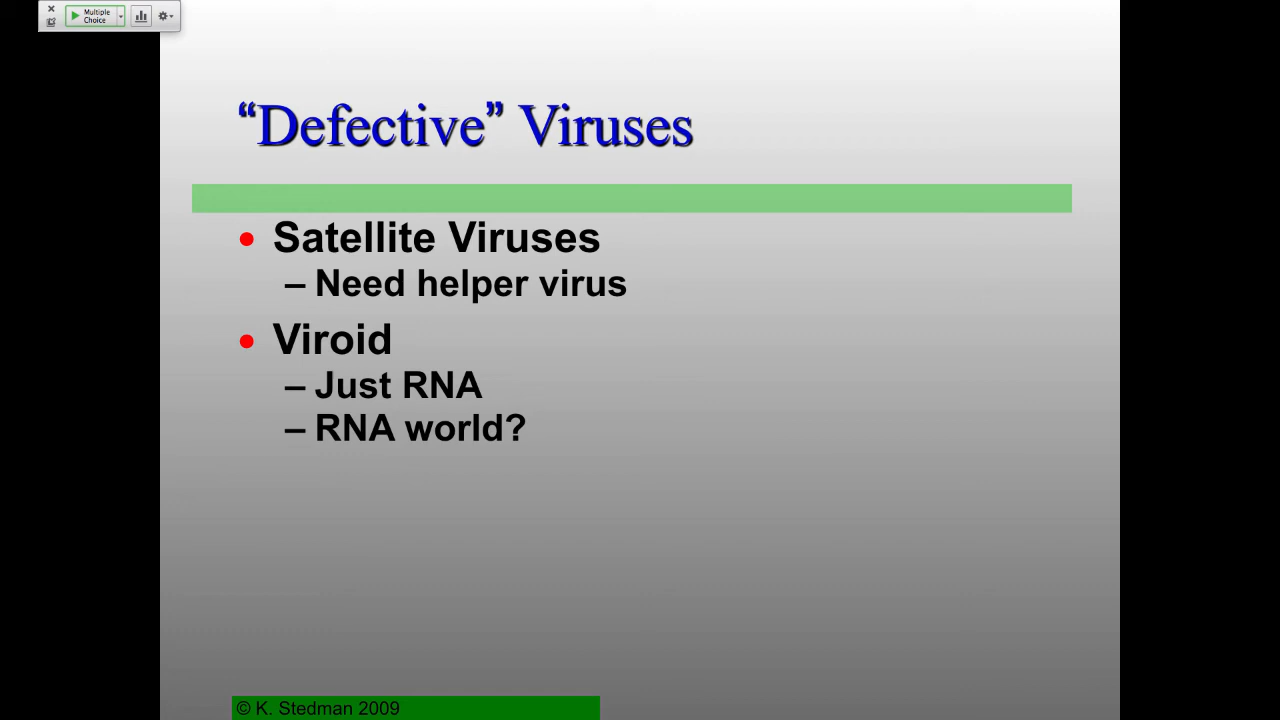 Multiple
Choice
“Defective” Viruses
• Satellite Viruses
– Need helper virus
• Viroid
– Just RNA
– RNA world?
© K. Stedman 2009